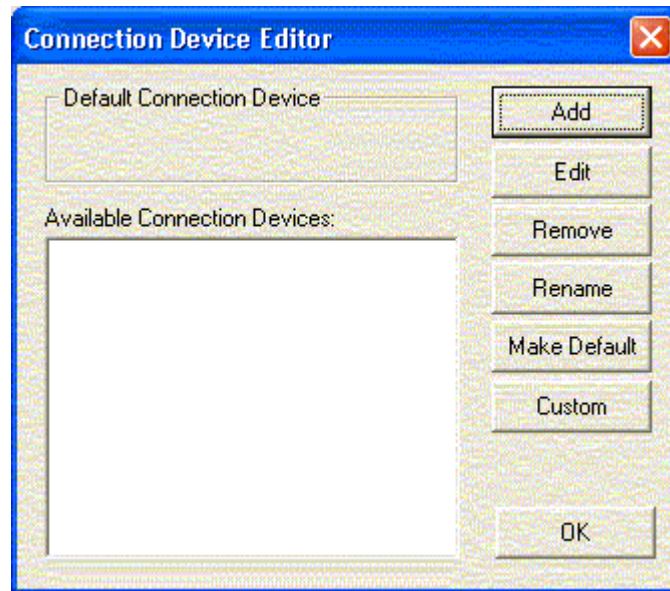 Connection Device Editor
Default Connection Device
Add
Edit
Available Connection Devices:
Remove
Rename
Make Default
Custom
OK